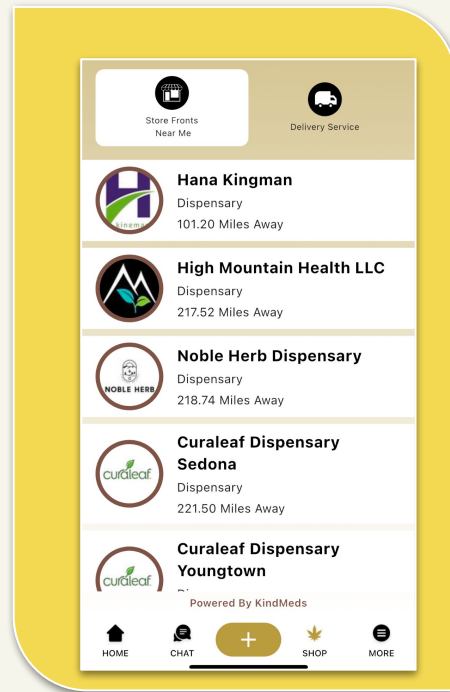 Store Fronts
Near Me
Delivery Service
Hana Kingman
Dispensary
101.20 Miles Away
High Mountain Health LLC
Dispensary
217.52 Miles Away
NOBLE HERB
Noble Herb Dispensary
Dispensary
218.74 Miles Away
curaleaf
Curaleaf Dispensary
Sedona
Dispensary
221.50 Miles Away
curaleaf
Curaleaf Dispensary
Youngtown
Powered By KindMeds
HOME
CHAT
SHOP
MORE